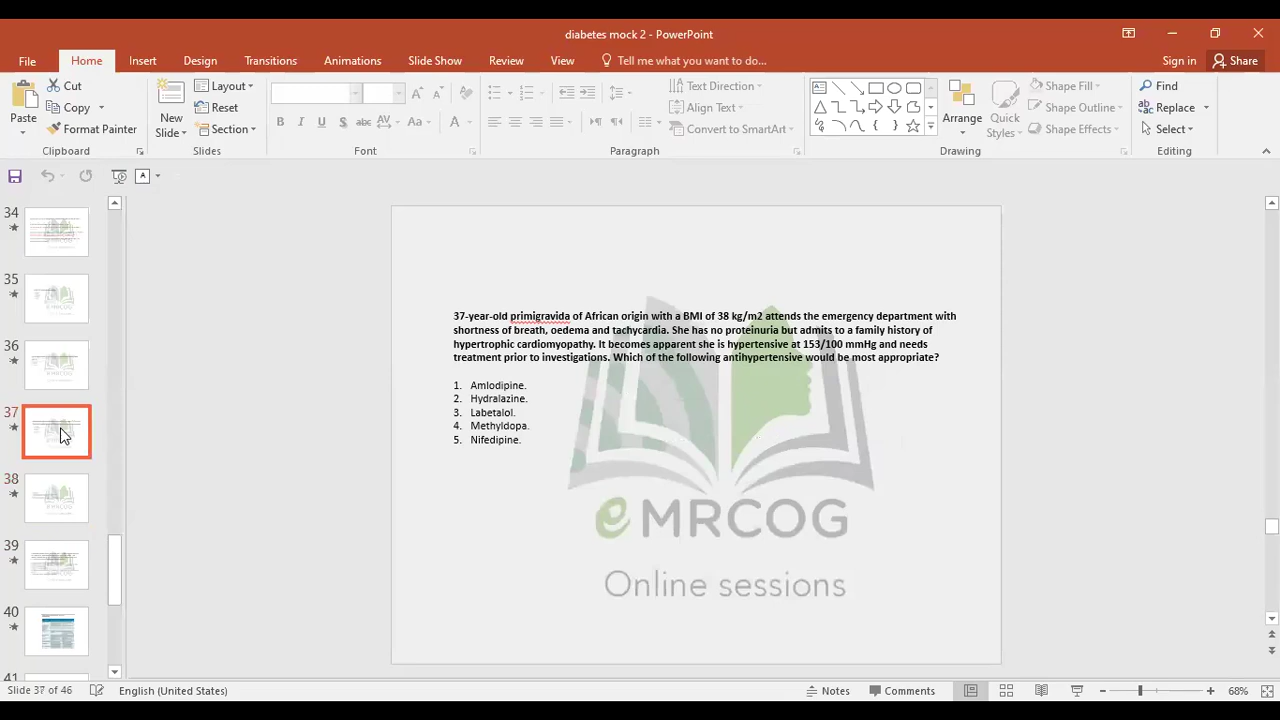 diabetes mock 2 - PowerPoint
File Home Insert Design Transitions Animations Slide Show Review View Tell me what you want to do... Sign in Share
Paste
Cut
Copy
Format Painter
Clipboard
New Slide
Layout
Reset
Section
Slides
B I U S abc AV Aa A
Font
Text Direction
Align Text
Convert to SmartArt
Paragraph
Arrange
Quick Styles
Shape Fill
Shape Outline
Shape Effects
Drawing
Find
Replace
Select
Editing
34
35
36
37
38
39
40
41
37-year-old primigravida of African origin with a BMI of 38 kg/m2 attends the emergency department with
shortness of breath, oedema and tachycardia. She has no proteinuria but admits to a family history of
hypertrophic cardiomyopathy. It becomes apparent she is hypertensive at 153/100 mmHg and needs
treatment prior to investigations. Which of the following antihypertensive would be most appropriate?
1. Amlodipine.
2. Hydralazine.
3. Labetalol.
4. Methyldopa.
5. Nifedipine.
eMRCOG
Online sessions
Slide 37 of 46 English (United States) Notes Comments 68%